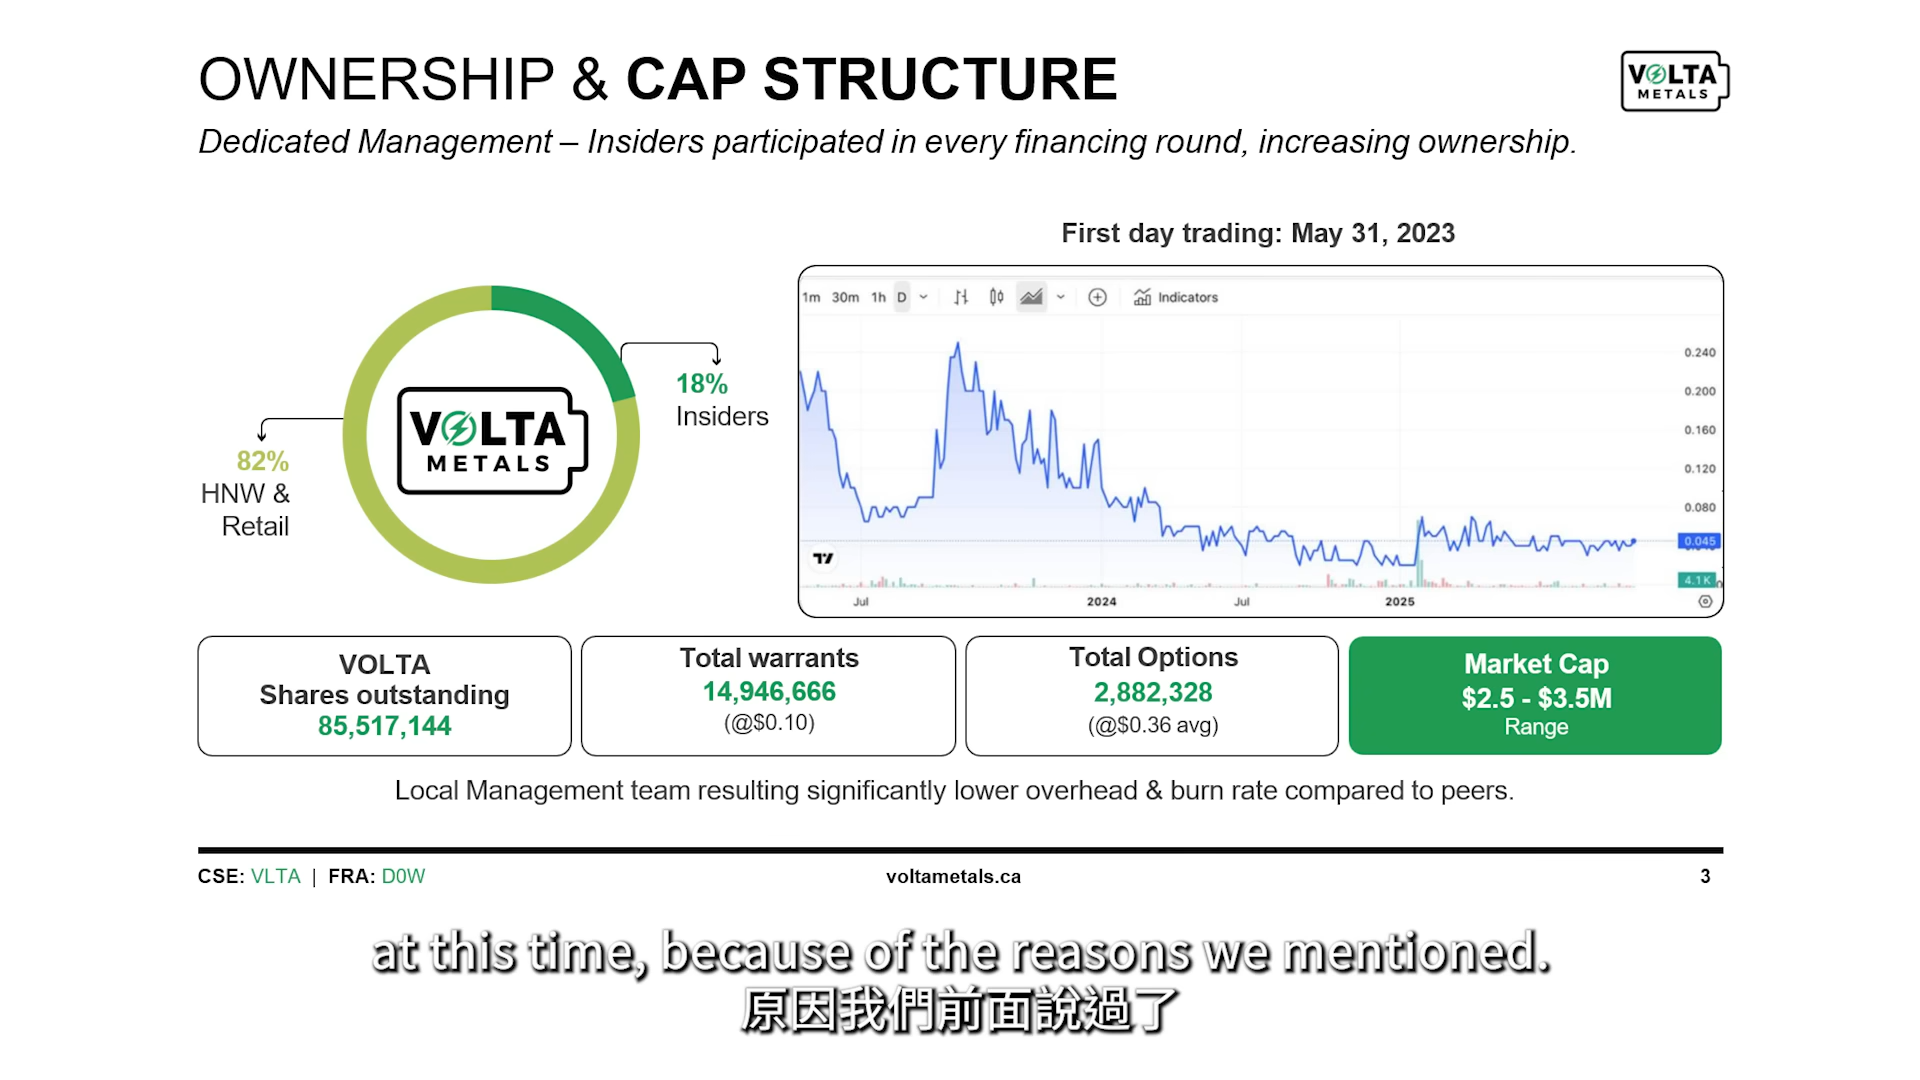 OWNERSHIP & CAP STRUCTURE
VOLTA
METALS
Dedicated Management – Insiders participated in every financing round, increasing ownership.
First day trading: May 31, 2023
1m 30m 1h D Indicators
0.240
0.200
0.160
0.120
0.080
0.045
4.1K
Jul 2024 Jul 2025
18%
Insiders
82%
HNW &
Retail
VOLTA
METALS
VOLTA
Shares outstanding
85,517,144
Total warrants
14,946,666
(@$0.10)
Total Options
2,882,328
(@$0.36 avg)
Market Cap
$2.5 - $3.5M
Range
Local Management team resulting significantly lower overhead & burn rate compared to peers.
CSE: VLTA | FRA: D0W
voltametals.ca
3
at this time, because of the reasons we mentioned.
原因我們前面說過了